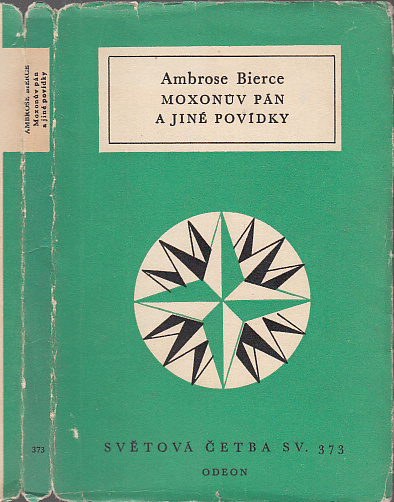 AMBROSE BIERCE
Moxonův pán
a jiné povídky
373
Ambrose Bierce
MOXONŮV PÁN
A JINÉ POVÍDKY
SVĚTOVÁ ČETBA SV. 373
ODEON